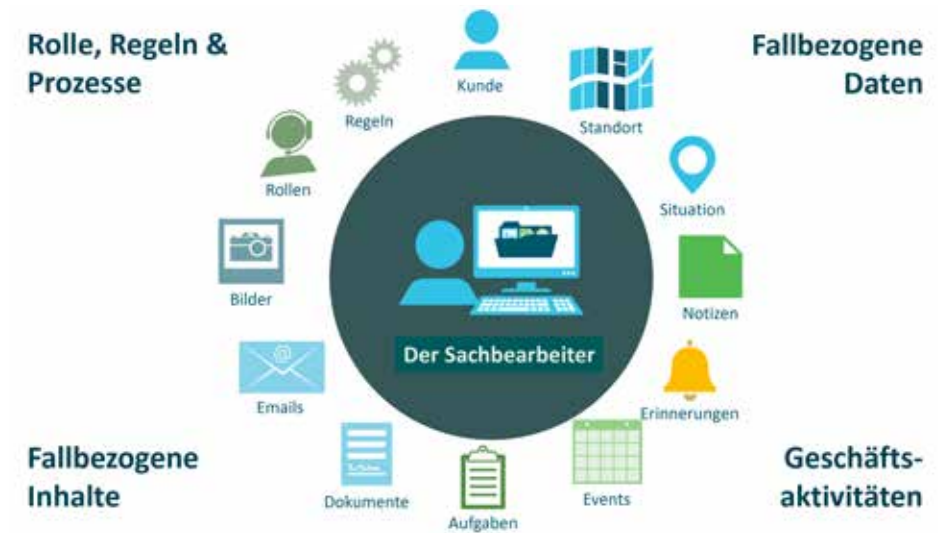 Rolle, Regeln &
Prozesse
Fallbezogene
Daten
Kunde
Standort
Situation
Notizen
Erinnerungen
Events
Aufgaben
Dokumente
Emails
@
Bilder
Rollen
Regeln
Der Sachbearbeiter
Fallbezogene
Inhalte
Geschäfts-
aktivitäten